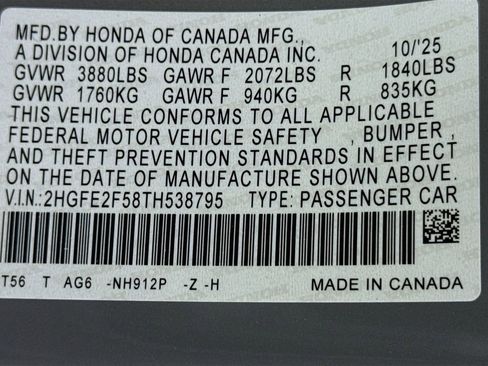 MFD.BY HONDA OF CANADA MFG.,
A DIVISION OF HONDA CANADA INC. 10/'25
GVWR 3880LBS GAWR F 2072LBS R 1840LBS
GVWR 1760KG GAWR F 940KG R 835KG
THIS VEHICLE CONFORMS TO ALL APPLICABLE
FEDERAL MOTOR VEHICLE SAFETY , BUMPER ,
AND THEFT PREVENTION STANDARDS IN EFFECT
ON THE DATE OF MANUFACTURE SHOWN ABOVE.
V.I.N.: 2HGFE2F58TH538795 TYPE: PASSENGER CAR
T56 T AG6 -NH912P -Z -H MADE IN CANADA